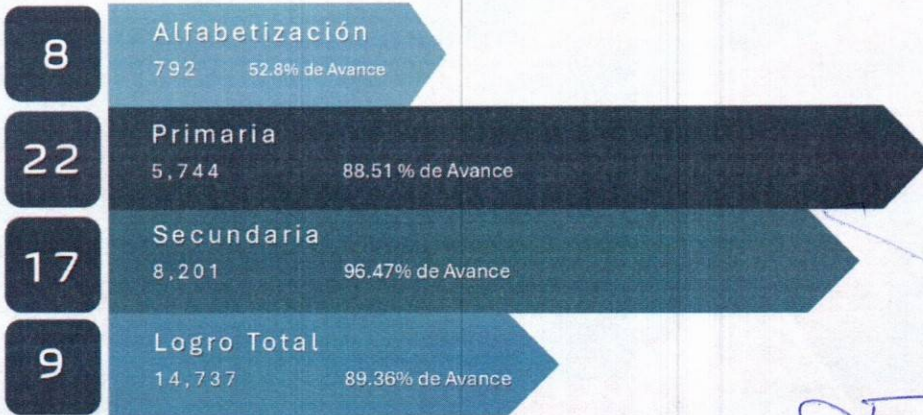 8
Alfabetización
792 52.8% de Avance
22
Primaria
5,744 88.51 % de Avance
17
Secundaria
8,201 96.47% de Avance
9
Logro Total
14,737 89.36% de Avance